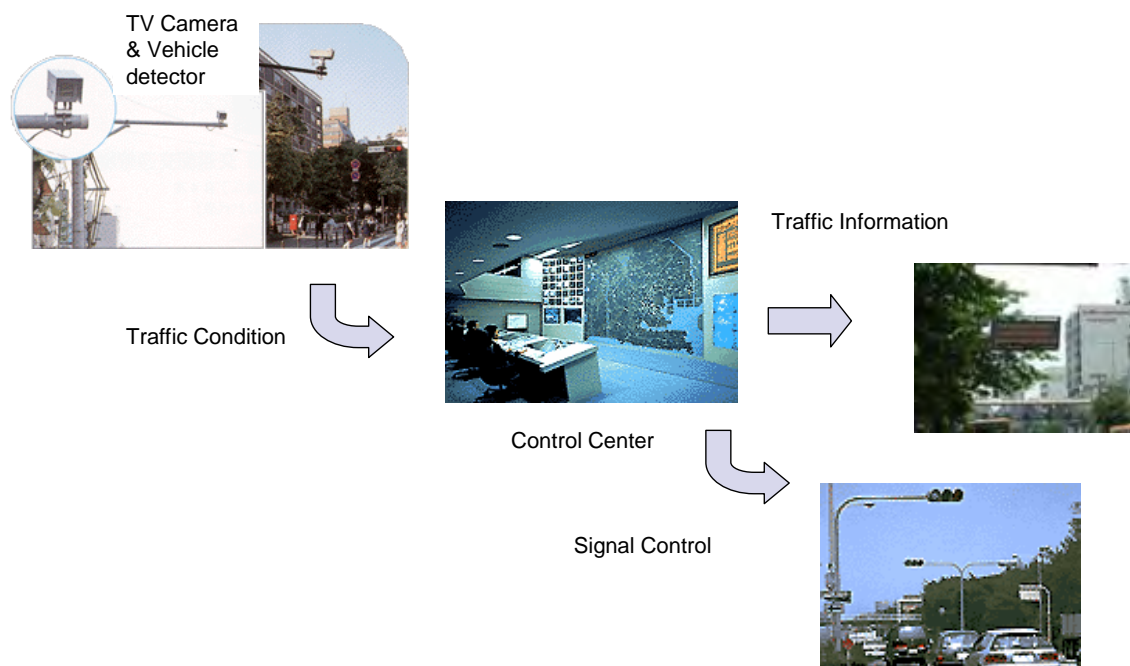 TV Camera
& Vehicle
detector
Traffic Information
Traffic Condition
Control Center
Signal Control